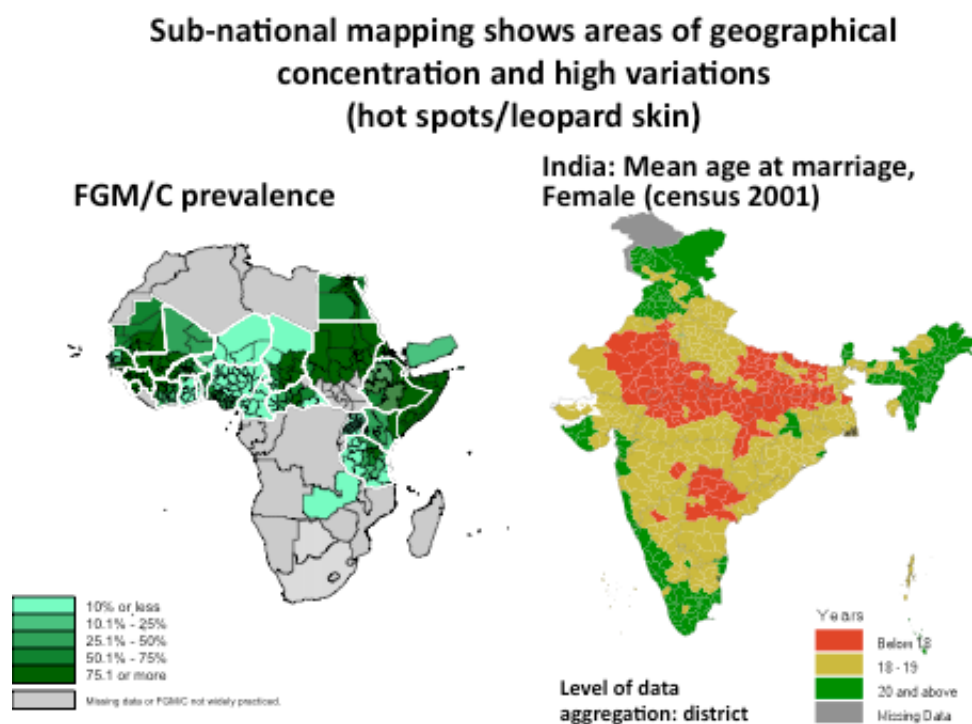 Sub-national mapping shows areas of geographical
concentration and high variations
(hot spots/leopard skin)
FGM/C prevalence
India: Mean age at marriage,
Female (census 2001)
10% or less
10.1% - 25%
25.1% - 50%
50.1% - 75%
75.1 or more
Missing data or FGM/C not widely practiced.
Years
Below 18
18 - 19
20 and above
Missing Data
Level of data
aggregation: district